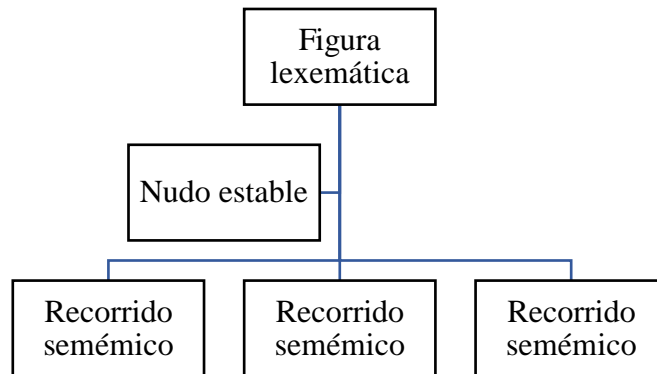 Figura
lexemática
Nudo estable
Recorrido
semémico
Recorrido
semémico
Recorrido
semémico